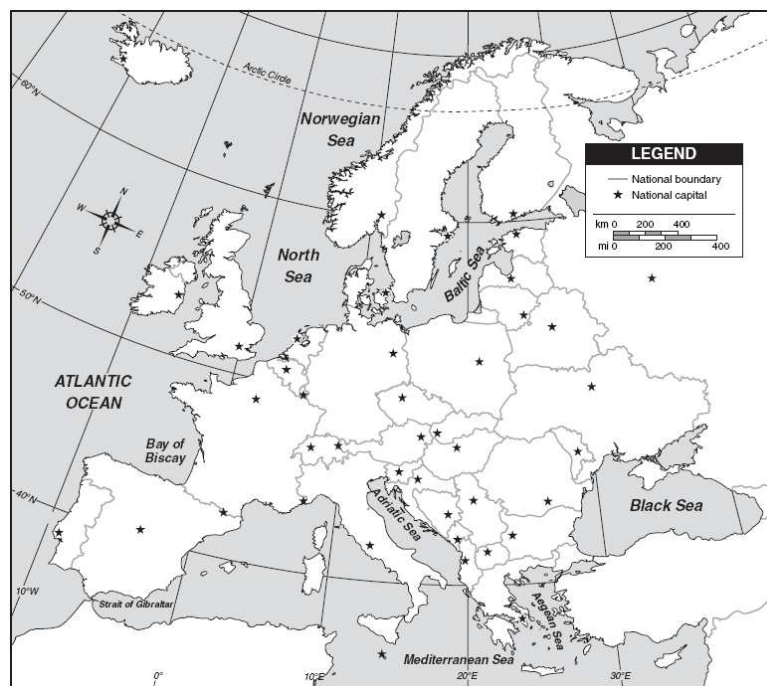 Arctic Circle
60°N
Norwegian
Sea
LEGEND
National boundary
National capital
km 0 200 400
mi 0 200 400
N
W
E
S
North
Sea
Baltic Sea
50°N
ATLANTIC
OCEAN
Bay of
Biscay
40°N
Adriatic Sea
Black Sea
10°W
Strait of Gibraltar
Aegean Sea
Mediterranean Sea
0°
10°E
20°E
30°E